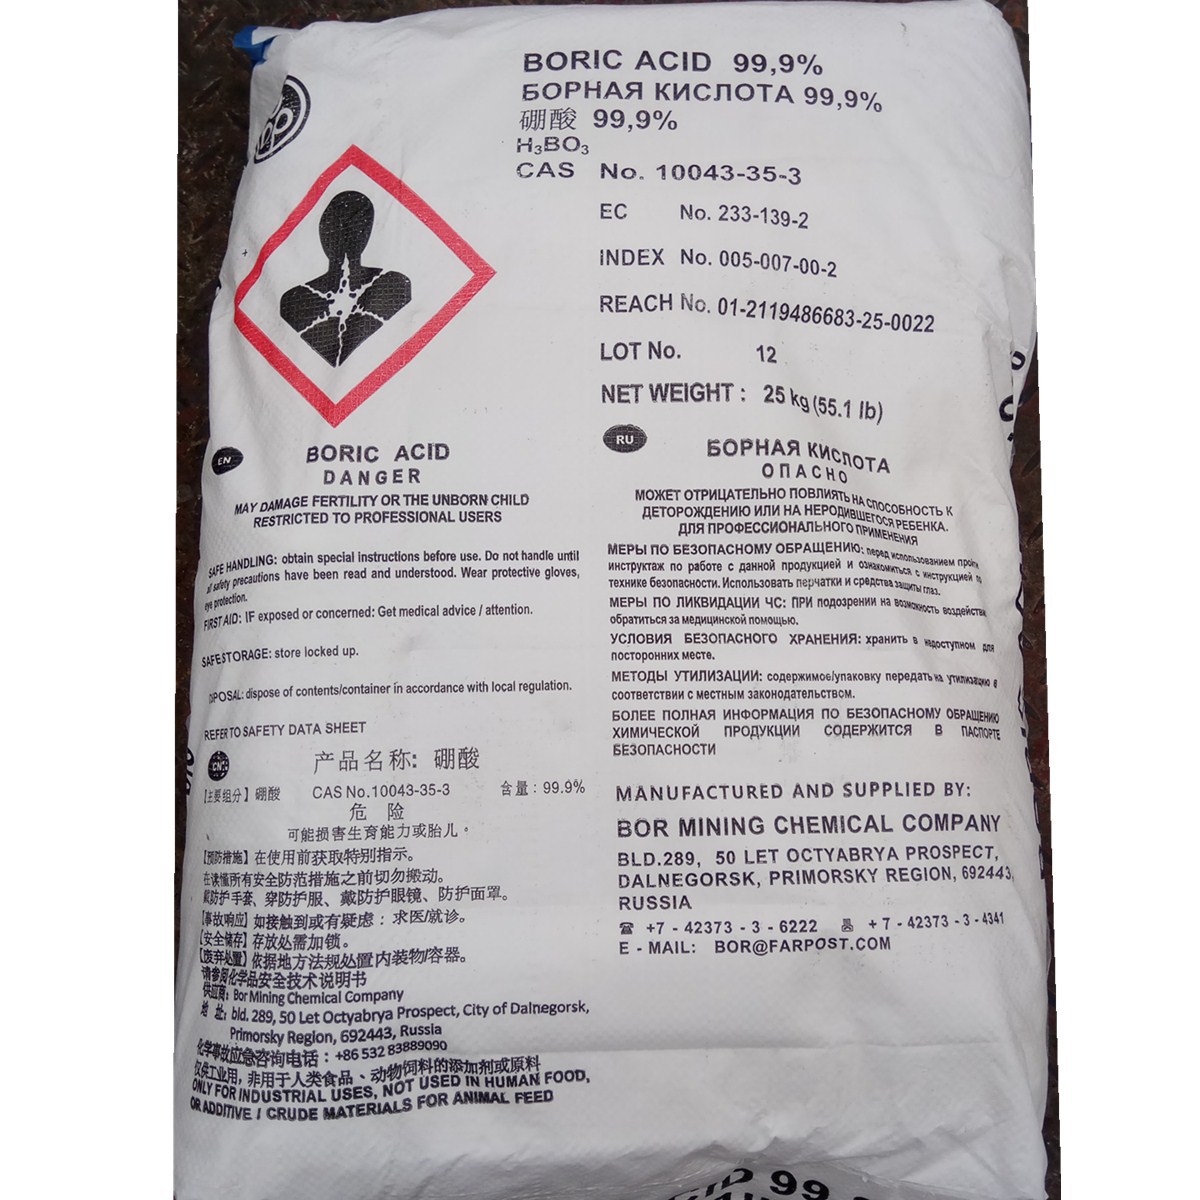 BORIC ACID 99,9%
БОРНАЯ КИСЛОТА 99,9%
硼酸 99,9%
H₃BO₃
CAS No. 10043-35-3
EC No. 233-139-2
INDEX No. 005-007-00-2
REACH No. 01-2119486683-25-0022
LOT No. 12
NET WEIGHT : 25 kg (55.1 lb)
EN
BORIC ACID
DANGER
MAY DAMAGE FERTILITY OR THE UNBORN CHILD
RESTRICTED TO PROFESSIONAL USERS
SAFE HANDLING: obtain special instructions before use. Do not handle until
all safety precautions have been read and understood. Wear protective gloves,
eye protection.
FIRST AID: IF exposed or concerned: Get medical advice / attention.
SAFE STORAGE: store locked up.
DIPOSAL: dispose of contents/container in accordance with local regulation.
REFER TO SAFETY DATA SHEET
RU
БОРНАЯ КИСЛОТА
ОПАСНО
МОЖЕТ ОТРИЦАТЕЛЬНО ПОВЛИЯТЬ НА СПОСОБНОСТЬ К
ДЕТОРОЖДЕНИЮ ИЛИ НА НЕРОДИВШЕГОСЯ РЕБЕНКА.
ДЛЯ ПРОФЕССИОНАЛЬНОГО ПРИМЕНЕНИЯ
МЕРЫ ПО БЕЗОПАСНОМУ ОБРАЩЕНИЮ: перед использованием пройти
инструктаж по работе с данной продукцией и ознакомиться с инструкцией по
технике безопасности. Использовать перчатки и средства защиты глаз.
МЕРЫ ПО ЛИКВИДАЦИИ ЧС: ПРИ подозрении на возможность воздействия
обратиться за медицинской помощью.
УСЛОВИЯ БЕЗОПАСНОГО ХРАНЕНИЯ: хранить в недоступном для
посторонних месте.
МЕТОДЫ УТИЛИЗАЦИИ: содержимое/упаковку передать на утилизацию в
соответствии с местным законодательством.
БОЛЕЕ ПОЛНАЯ ИНФОРМАЦИЯ ПО БЕЗОПАСНОМУ ОБРАЩЕНИЮ
ХИМИЧЕСКОЙ ПРОДУКЦИИ СОДЕРЖИТСЯ В ПАСПОРТЕ
БЕЗОПАСНОСТИ
CN
产品名称: 硼酸
【主要组分】硼酸 CAS No.10043-35-3 含量：99.9%
危 险
可能损害生育能力或胎儿。
【预防措施】在使用前获取特别指示。
在读懂所有安全防范措施之前切勿搬动。
戴防护手套、穿防护服、戴防护眼镜、防护面罩。
【事故响应】如接触到或有疑虑：求医/就诊。
【安全储存】存放处需加锁。
【废弃处置】依据地方法规处置内装物/容器。
请参阅化学品安全技术说明书
供应商: Bor Mining Chemical Company
地 址: bld. 289, 50 Let Octyabrya Prospect, City of Dalnegorsk,
Primorsky Region, 692443, Russia
化学事故应急咨询电话：+86 532 83889090
仅供工业用，非用于人类食品、动物饲料的添加剂或原料
ONLY FOR INDUSTRIAL USES, NOT USED IN HUMAN FOOD,
OR ADDITIVE / CRUDE MATERIALS FOR ANIMAL FEED
MANUFACTURED AND SUPPLIED BY:
BOR MINING CHEMICAL COMPANY
BLD.289, 50 LET OCTYABRYA PROSPECT,
DALNEGORSK, PRIMORSKY REGION, 692443,
RUSSIA
☎ +7 - 42373 - 3 - 6222 +7 - 42373 - 3 - 4341
E - MAIL: BOR@FARPOST.COM